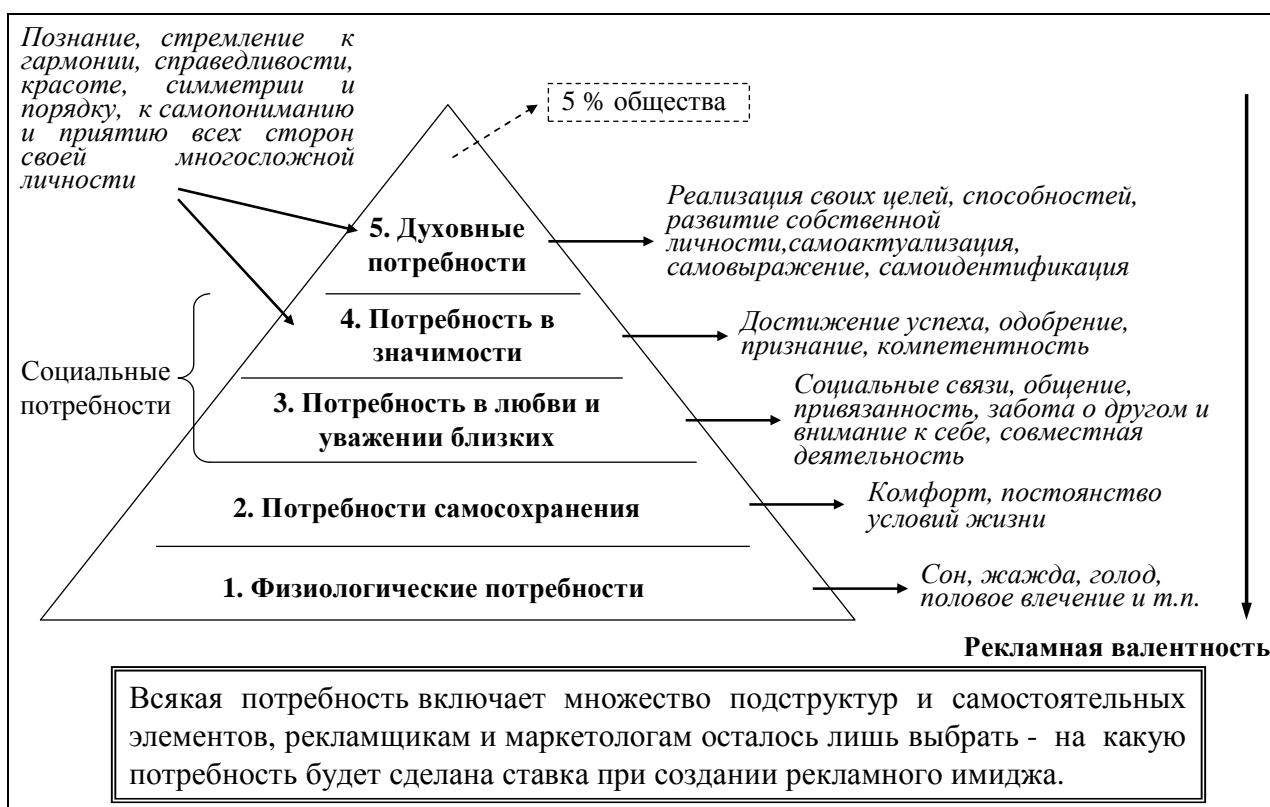 Познание, стремление к
гармонии, справедливости,
красоте, симметрии и
порядку, к самопониманию
и приятию всех сторон
своей многосложной
личности
5 % общества
5. Духовные
потребности
Реализация своих целей, способностей,
развитие собственной
личности,самоактуализация,
самовыражение, самоидентификация
Социальные
потребности
4. Потребность в
значимости
Достижение успеха, одобрение,
признание, компетентность
3. Потребность в любви и
уважении близких
Социальные связи, общение,
привязанность, забота о другом и
внимание к себе, совместная
деятельность
2. Потребности самосохранения
Комфорт, постоянство
условий жизни
1. Физиологические потребности
Сон, жажда, голод,
половое влечение и т.п.
Рекламная валентность
Всякая потребность включает множество подструктур и самостоятельных
элементов, рекламщикам и маркетологам осталось лишь выбрать - на какую
потребность будет сделана ставка при создании рекламного имиджа.